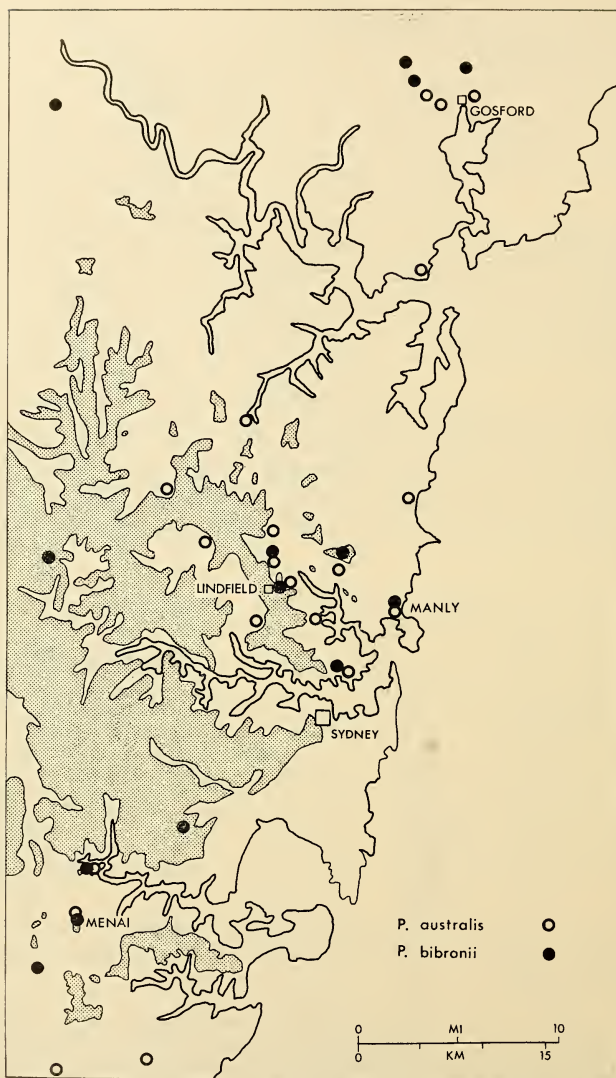 GOSFORD
LINDFIELD
MANLY
SYDNEY
MENAI
P. australis
P. bibronii
0 MI 10
0 KM 15